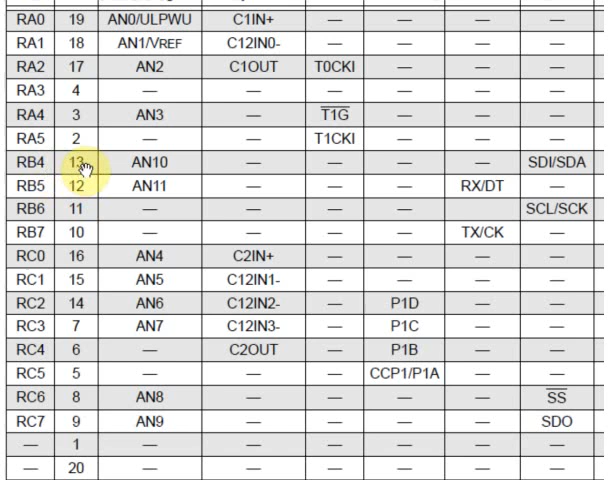 RA0 19 AN0/ULPWU C1IN+ — — — —
RA1 18 AN1/VREF C12IN0- — — — —
RA2 17 AN2 C1OUT T0CKI — — —
RA3 4 — — — — — —
RA4 3 AN3 — T1G — — —
RA5 2 — — T1CKI — — —
RB4 13 AN10 — — — — SDI/SDA
RB5 12 AN11 — — — RX/DT —
RB6 11 — — — — — SCL/SCK
RB7 10 — — — — TX/CK —
RC0 16 AN4 C2IN+ — — — —
RC1 15 AN5 C12IN1- — — — —
RC2 14 AN6 C12IN2- — P1D — —
RC3 7 AN7 C12IN3- — P1C — —
RC4 6 — C2OUT — P1B — —
RC5 5 — — — CCP1/P1A — —
RC6 8 AN8 — — — — SS
RC7 9 AN9 — — — — SDO
— 1 — — — — — —
— 20 — — — — — —